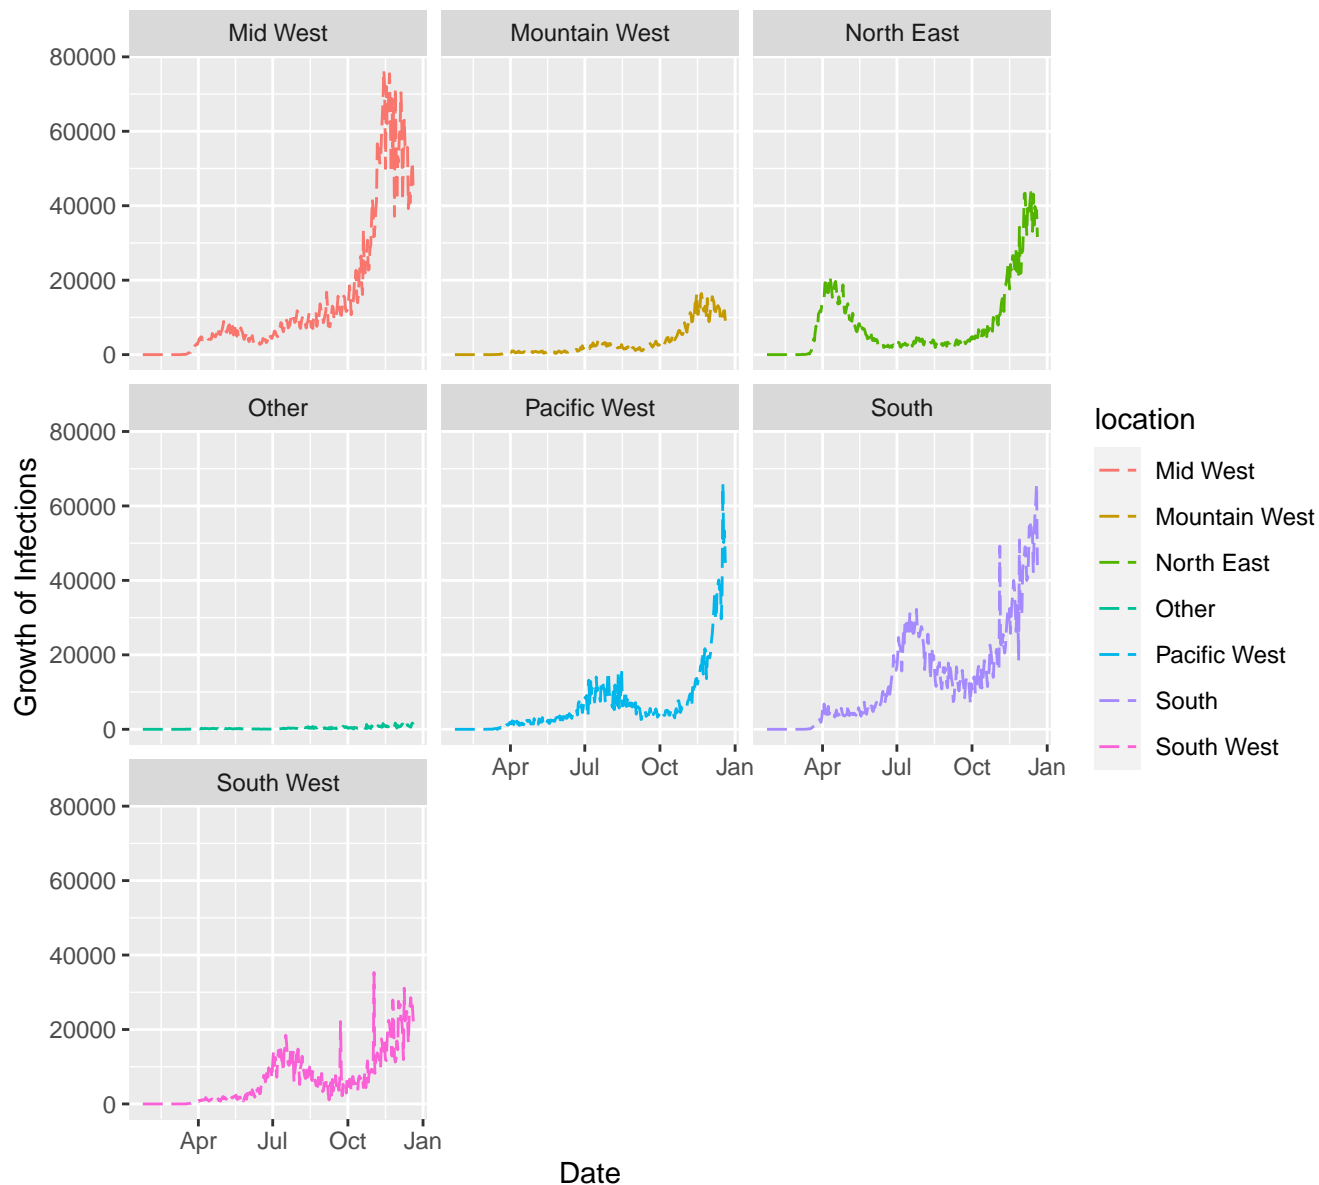 Mid West
Mountain West
North East
80000
60000
40000
20000
0
Other
Pacific West
South
80000
60000
40000
20000
0
Apr
Jul
Oct
Jan
Apr
Jul
Oct
Jan
South West
80000
60000
40000
20000
0
Apr
Jul
Oct
Jan
Growth of Infections
Date
location
Mid West
Mountain West
North East
Other
Pacific West
South
South West